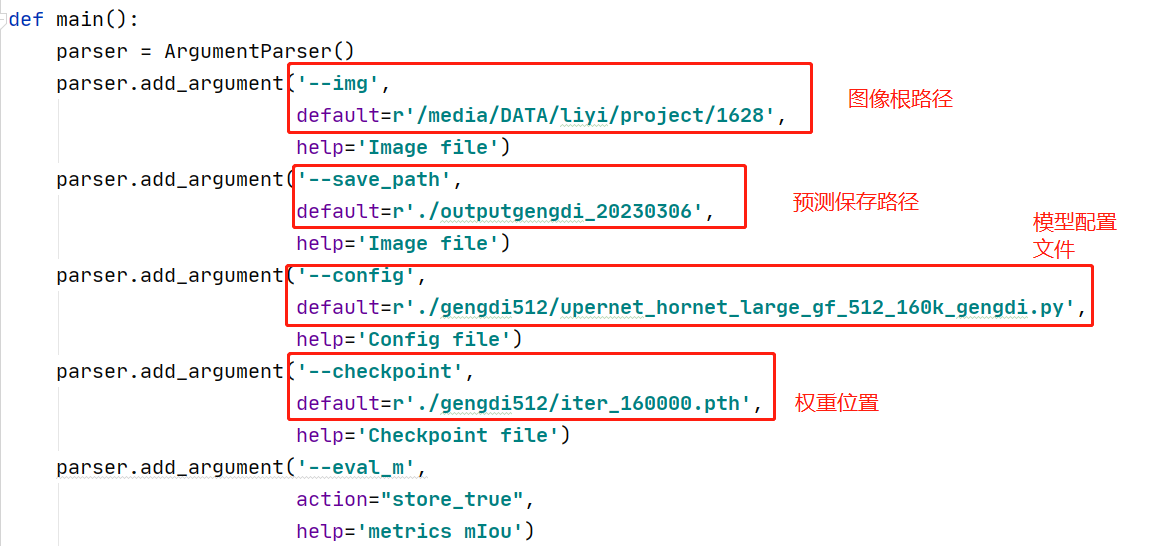 def main():
    parser = ArgumentParser()
    parser.add_argument('--img',
                        default=r'/media/DATA/liyi/project/1628',
图像根路径
                        help='Image file')
    parser.add_argument('--save_path',
                        default=r'./outputgengdi_20230306',
预测保存路径
                        help='Image file')
模型配置
文件
    parser.add_argument('--config',
                        default=r'./gengdi512/upernet_hornet_large_gf_512_160k_gengdi.py',
                        help='Config file')
    parser.add_argument('--checkpoint',
                        default=r'./gengdi512/iter_160000.pth',
权重位置
                        help='Checkpoint file')
    parser.add_argument('--eval_m',
                        action="store_true",
                        help='metrics mIou')